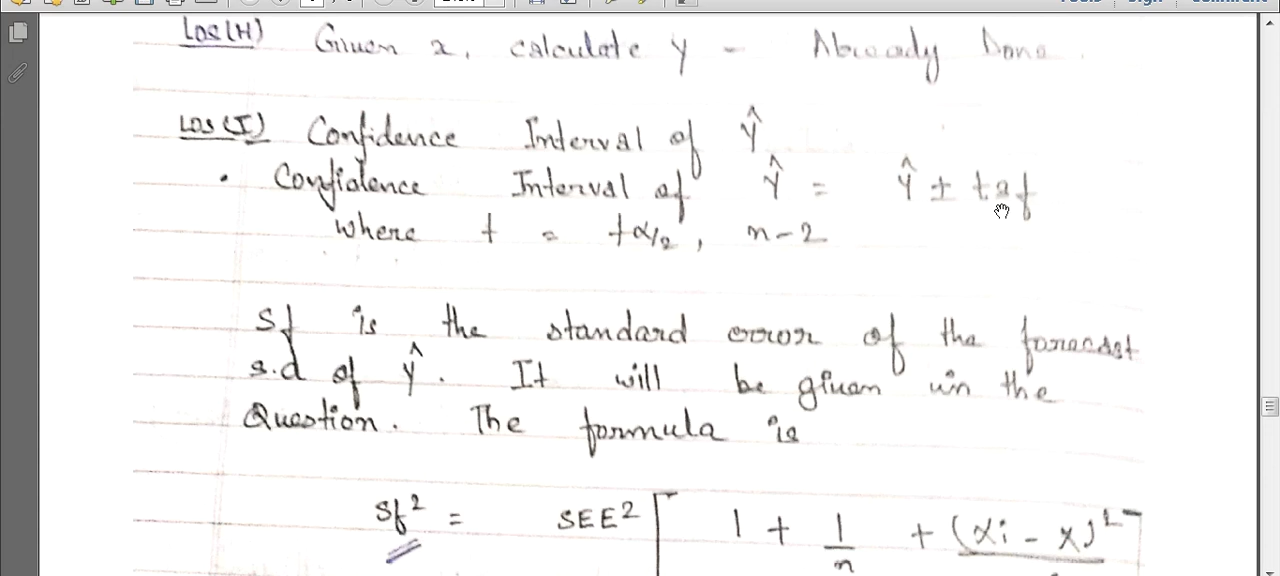 Los(H) Given x, calculate y - Already Done.
Los(I) Confidence Interval of Ŷ
• Confidence Interval of Ŷ = Ŷ ± tsf
where t = tα/2, n-2
Sf is the standard error of the forecast
s.d of Ŷ. It will be given in the
Question. The formula is
Sf² = SEE² [ 1 + 1/n + (xi - x)²